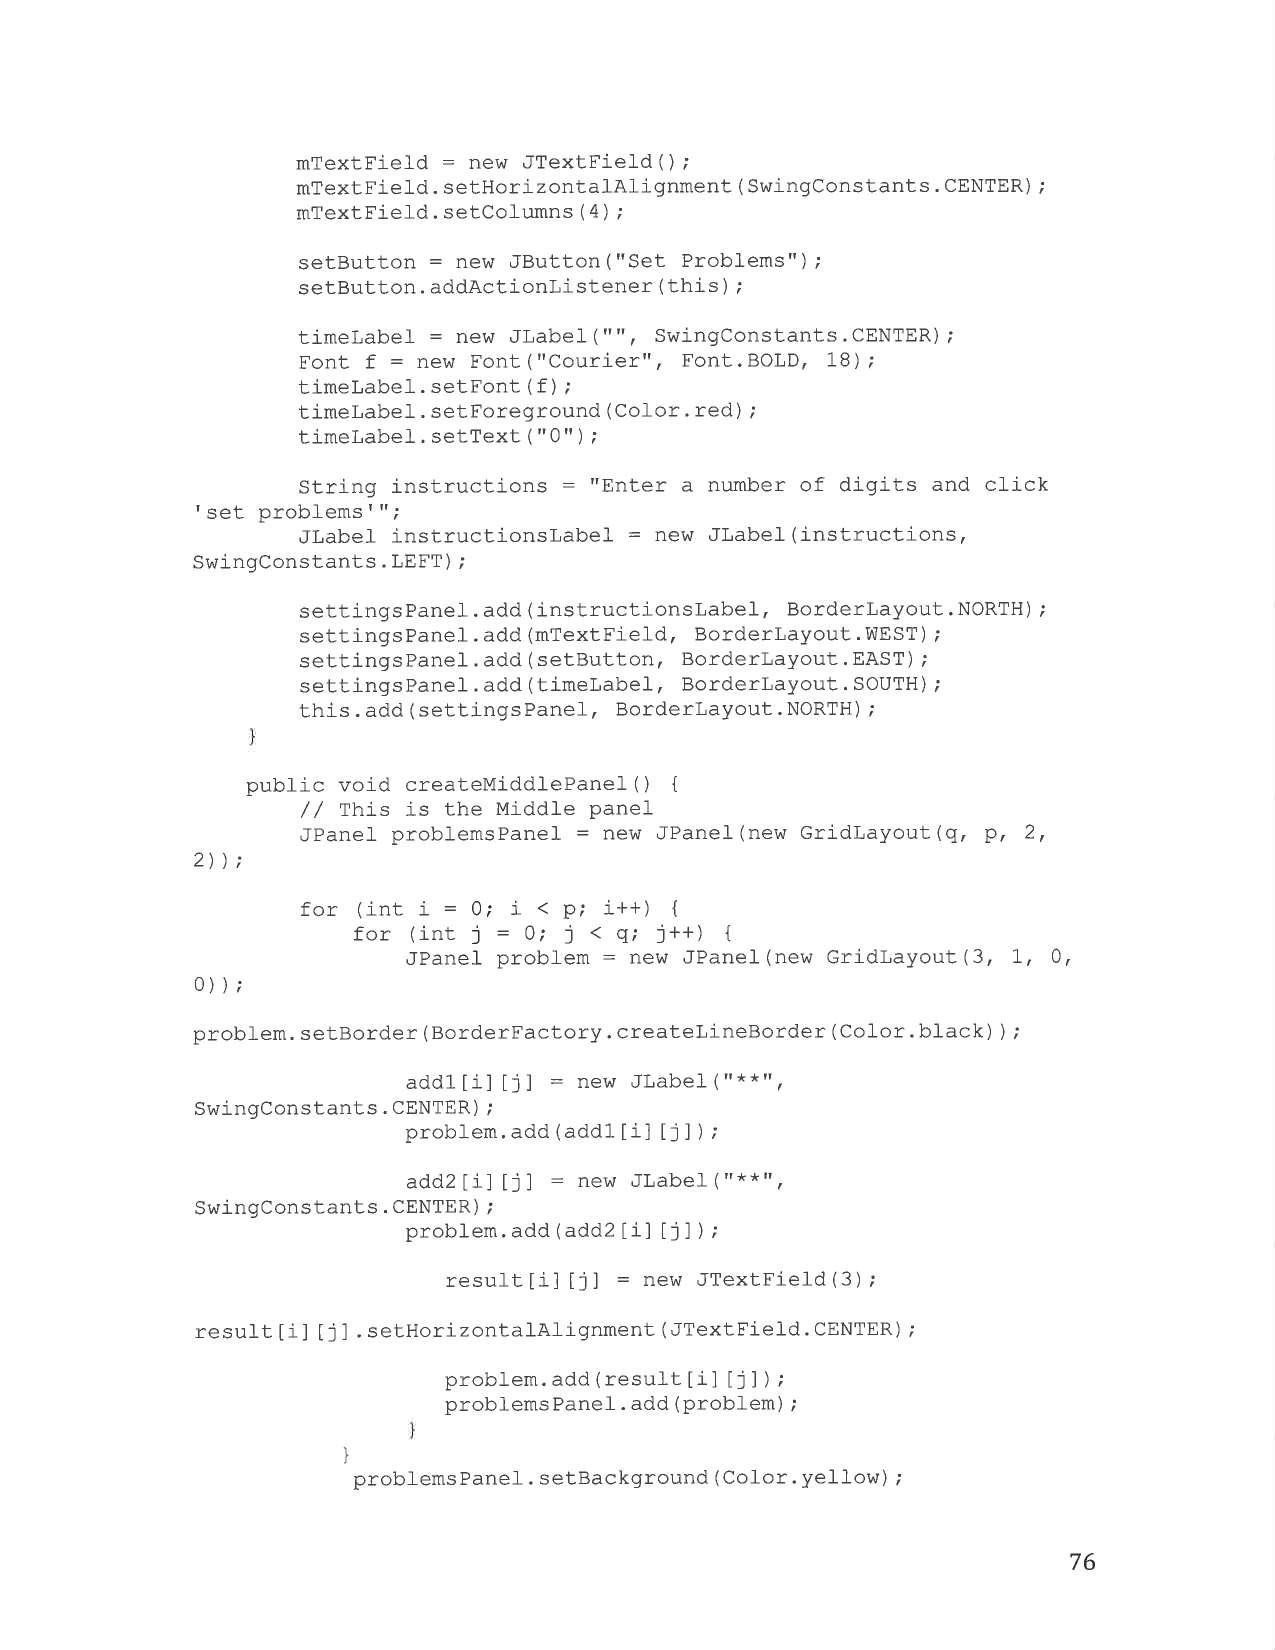 mTextField = new JTextField();
mTextField.setHorizontalAlignment(SwingConstants.CENTER);
mTextField.setColumns(4);
setButton = new JButton("Set Problems");
setButton.addActionListener(this);
timeLabel = new JLabel("", SwingConstants.CENTER);
Font f = new Font("Courier", Font.BOLD, 18);
timeLabel.setFont(f);
timeLabel.setForeground(Color.red);
timeLabel.setText("0");
String instructions = "Enter a number of digits and click
'set problems'";
JLabel instructionsLabel = new JLabel(instructions,
SwingConstants.LEFT);
settingsPanel.add(instructionsLabel, BorderLayout.NORTH);
settingsPanel.add(mTextField, BorderLayout.WEST);
settingsPanel.add(setButton, BorderLayout.EAST);
settingsPanel.add(timeLabel, BorderLayout.SOUTH);
this.add(settingsPanel, BorderLayout.NORTH);
}
public void createMiddlePanel() {
// This is the Middle panel
JPanel problemsPanel = new JPanel(new GridLayout(q, p, 2,
2));
for (int i = 0; i < p; i++) {
for (int j = 0; j < q; j++) {
JPanel problem = new JPanel(new GridLayout(3, 1, 0,
0));
problem.setBorder(BorderFactory.createLineBorder(Color.black));
add1[i][j] = new JLabel("**",
SwingConstants.CENTER);
problem.add(add1[i][j]);
add2[i][j] = new JLabel("**",
SwingConstants.CENTER);
problem.add(add2[i][j]);
result[i][j] = new JTextField(3);
result[i][j].setHorizontalAlignment(JTextField.CENTER);
problem.add(result[i][j]);
problemsPanel.add(problem);
}
}
problemsPanel.setBackground(Color.yellow);
76